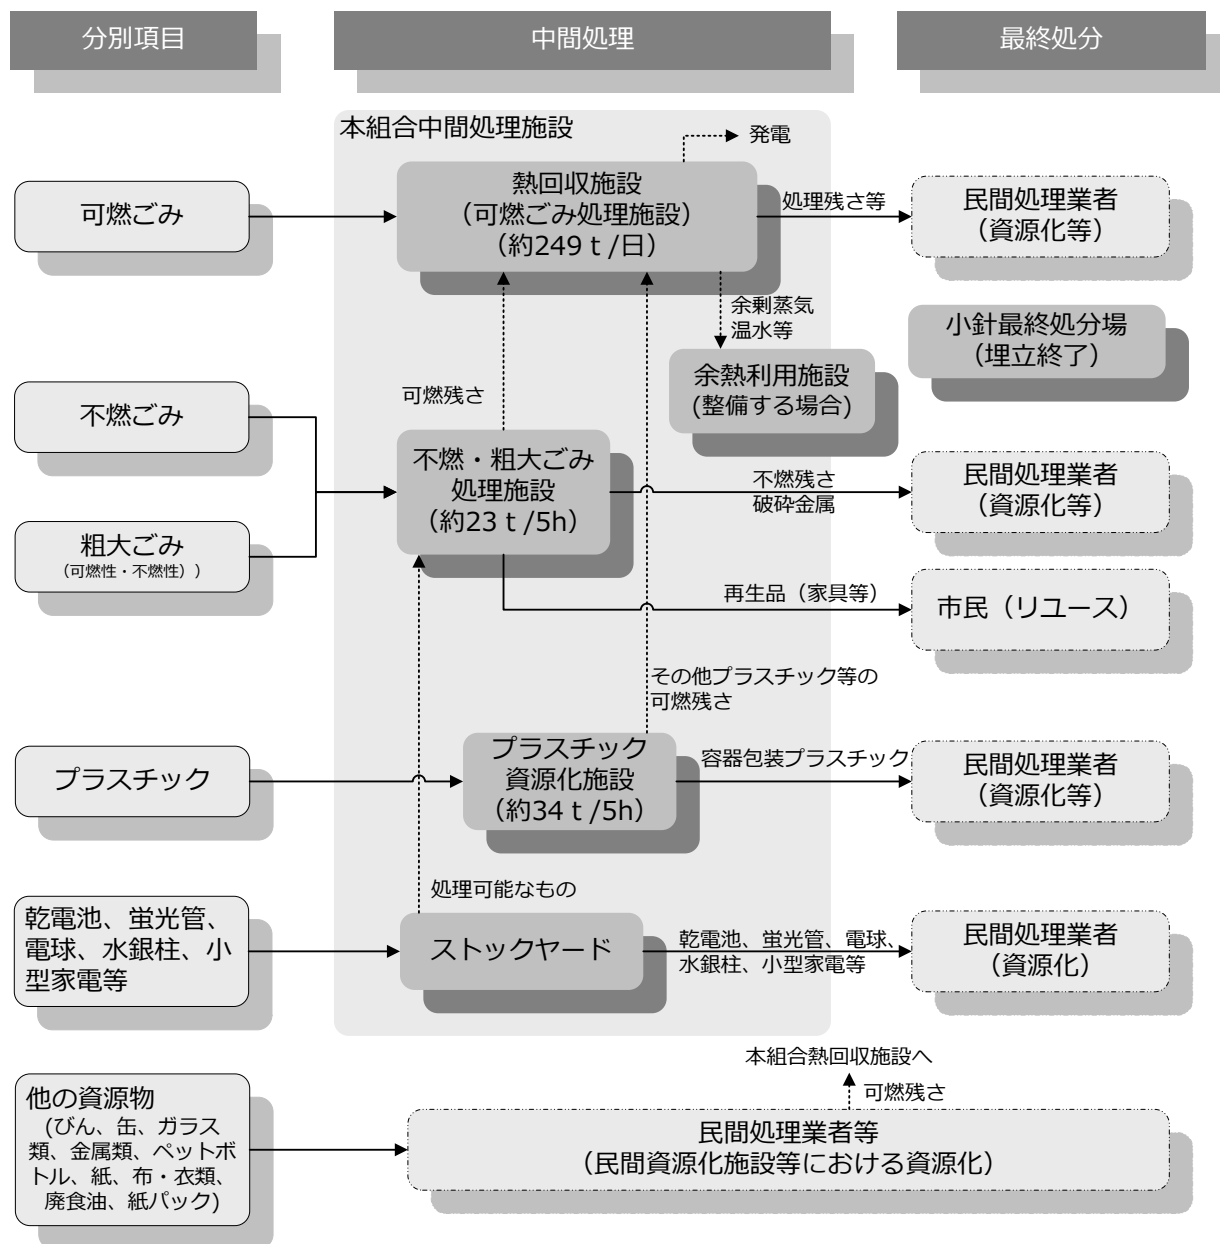 分別項目
中間処理
最終処分
本組合中間処理施設
発電
可燃ごみ
熱回収施設
（可燃ごみ処理施設）
（約249ｔ/日）
処理残さ等
民間処理業者
（資源化等）
余剰蒸気
温水等
小針最終処分場
（埋立終了）
余熱利用施設
(整備する場合)
可燃残さ
不燃ごみ
不燃・粗大ごみ
処理施設
（約23ｔ/5h）
不燃残さ
破砕金属
民間処理業者
（資源化等）
粗大ごみ
（可燃性・不燃性））
再生品（家具等）
市民（リユース）
その他プラスチック等の
可燃残さ
プラスチック
プラスチック
資源化施設
（約34ｔ/5h）
容器包装プラスチック
民間処理業者
（資源化等）
処理可能なもの
乾電池、蛍光管、
電球、水銀柱、小
型家電等
ストックヤード
乾電池、蛍光管、電球、
水銀柱、小型家電等
民間処理業者
（資源化）
本組合熱回収施設へ
可燃残さ
他の資源物
(びん、缶、ガラス
類、金属類、ペットボ
トル、紙、布・衣類、
廃食油、紙パック)
民間処理業者等
（民間資源化施設等における資源化）